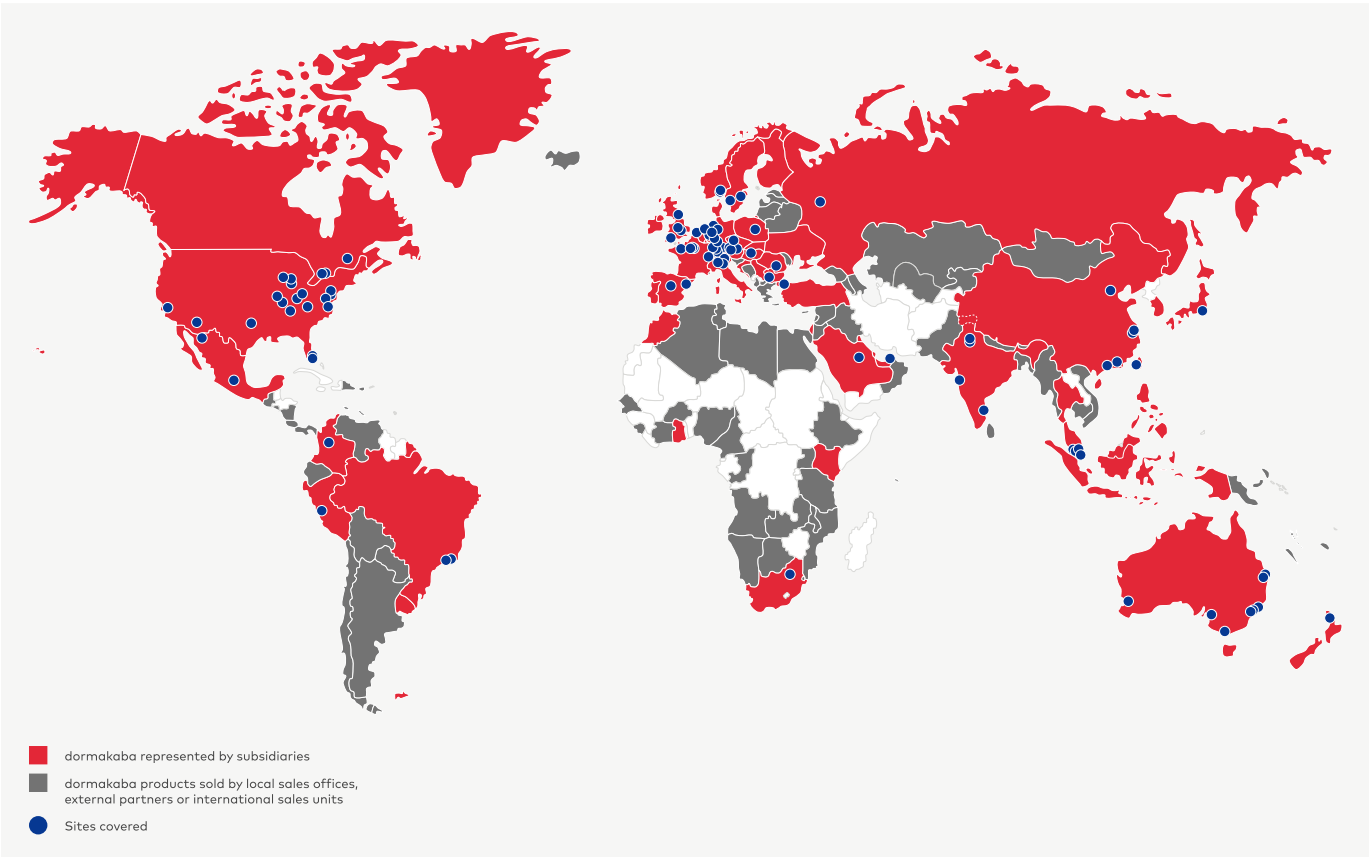 dormakaba represented by subsidiaries
dormakaba products sold by local sales offices,
external partners or international sales units
Sites covered